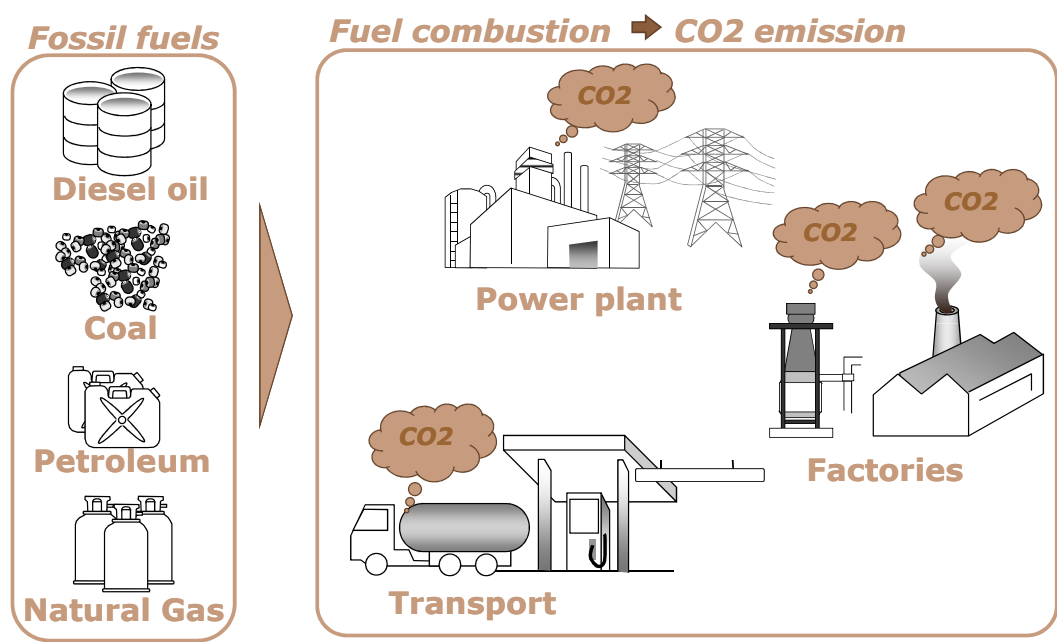 Fossil fuels
Diesel oil
Coal
Petroleum
Natural Gas
Fuel combustion CO2 emission
CO2
Power plant
CO2
CO2
Factories
CO2
Transport